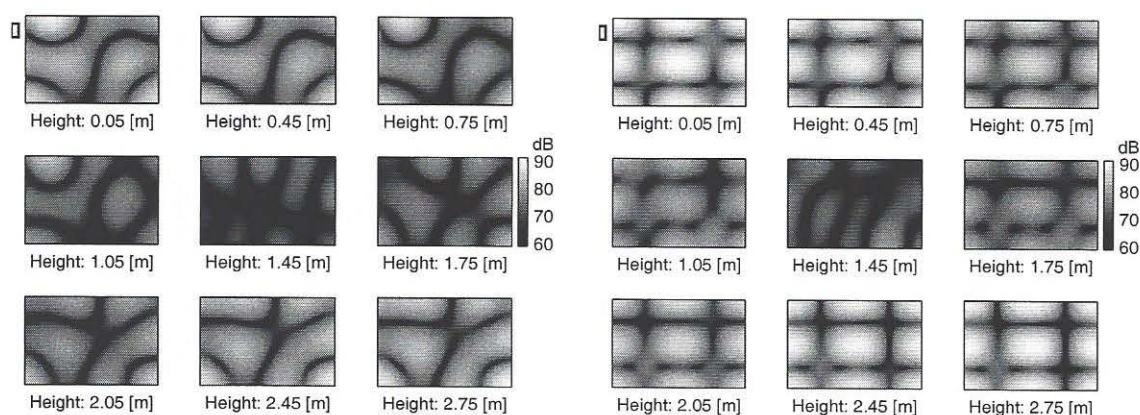 Height: 0.05 [m]
Height: 0.45 [m]
Height: 0.75 [m]
dB
90
80
70
60
Height: 1.05 [m]
Height: 1.45 [m]
Height: 1.75 [m]
Height: 2.05 [m]
Height: 2.45 [m]
Height: 2.75 [m]
Height: 0.05 [m]
Height: 0.45 [m]
Height: 0.75 [m]
dB
90
80
70
60
Height: 1.05 [m]
Height: 1.45 [m]
Height: 1.75 [m]
Height: 2.05 [m]
Height: 2.45 [m]
Height: 2.75 [m]